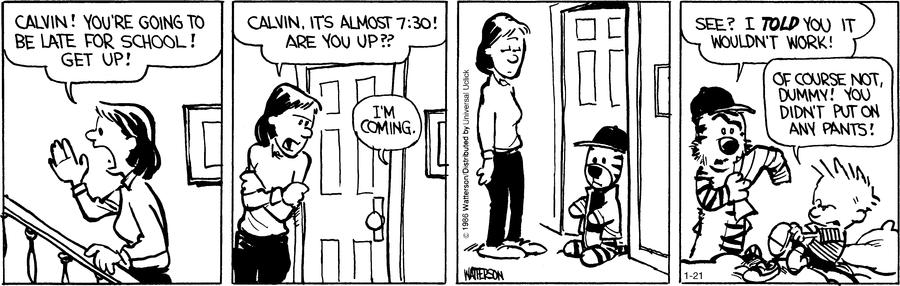 CALVIN! YOU'RE GOING TO
BE LATE FOR SCHOOL!
GET UP!
CALVIN, IT'S ALMOST 7:30!
ARE YOU UP??
I'M
COMING.
© 1986 Watterson/Distributed by Universal Uclick
WATTERSON
SEE? I TOLD YOU IT
WOULDN'T WORK!
OF COURSE NOT,
DUMMY! YOU
DIDN'T PUT ON
ANY PANTS!
1-21